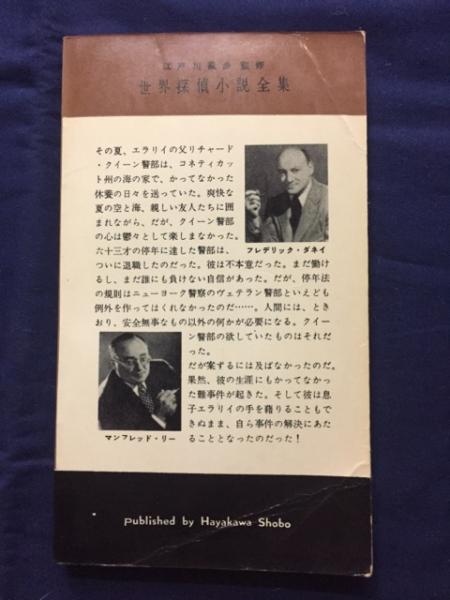 江戸川乱歩監修
世界探偵小説全集
その夏、エラリイの父リチャード
・クイーン警部は、コネティカッ
ト州の海の家で、かってなかった
休養の日々を送っていた。爽快な
夏の空と海、親しい友人たちに囲
まれながら、だが、クイーン警部
の心は鬱々として楽しまなかった。
六十三才の停年に達した警部は、
フレデリック・ダネイ
ついに退職したのだった。彼は不本意だった。まだ働け
るし、まだ誰にも負けない自信があった。だが、停年法
の規則はニューヨーク警察のヴェテラン警部といえども
例外を作ってはくれなかったのだ……。人間には、とき
おり、安全無事なもの以外の何かが必要になる。クイー
ン警部の欲していたものはそれだ
った。
だが案ずるには及ばなかったのだ。
果然、彼の生涯にもかってなかっ
た難事件が起きた。そして彼は息
子エラリイの手を藉りることもで
きぬまま、自ら事件の解決にあた
ることとなったのだった!
マンフレッド・リー
Published by Hayakawa Shobo